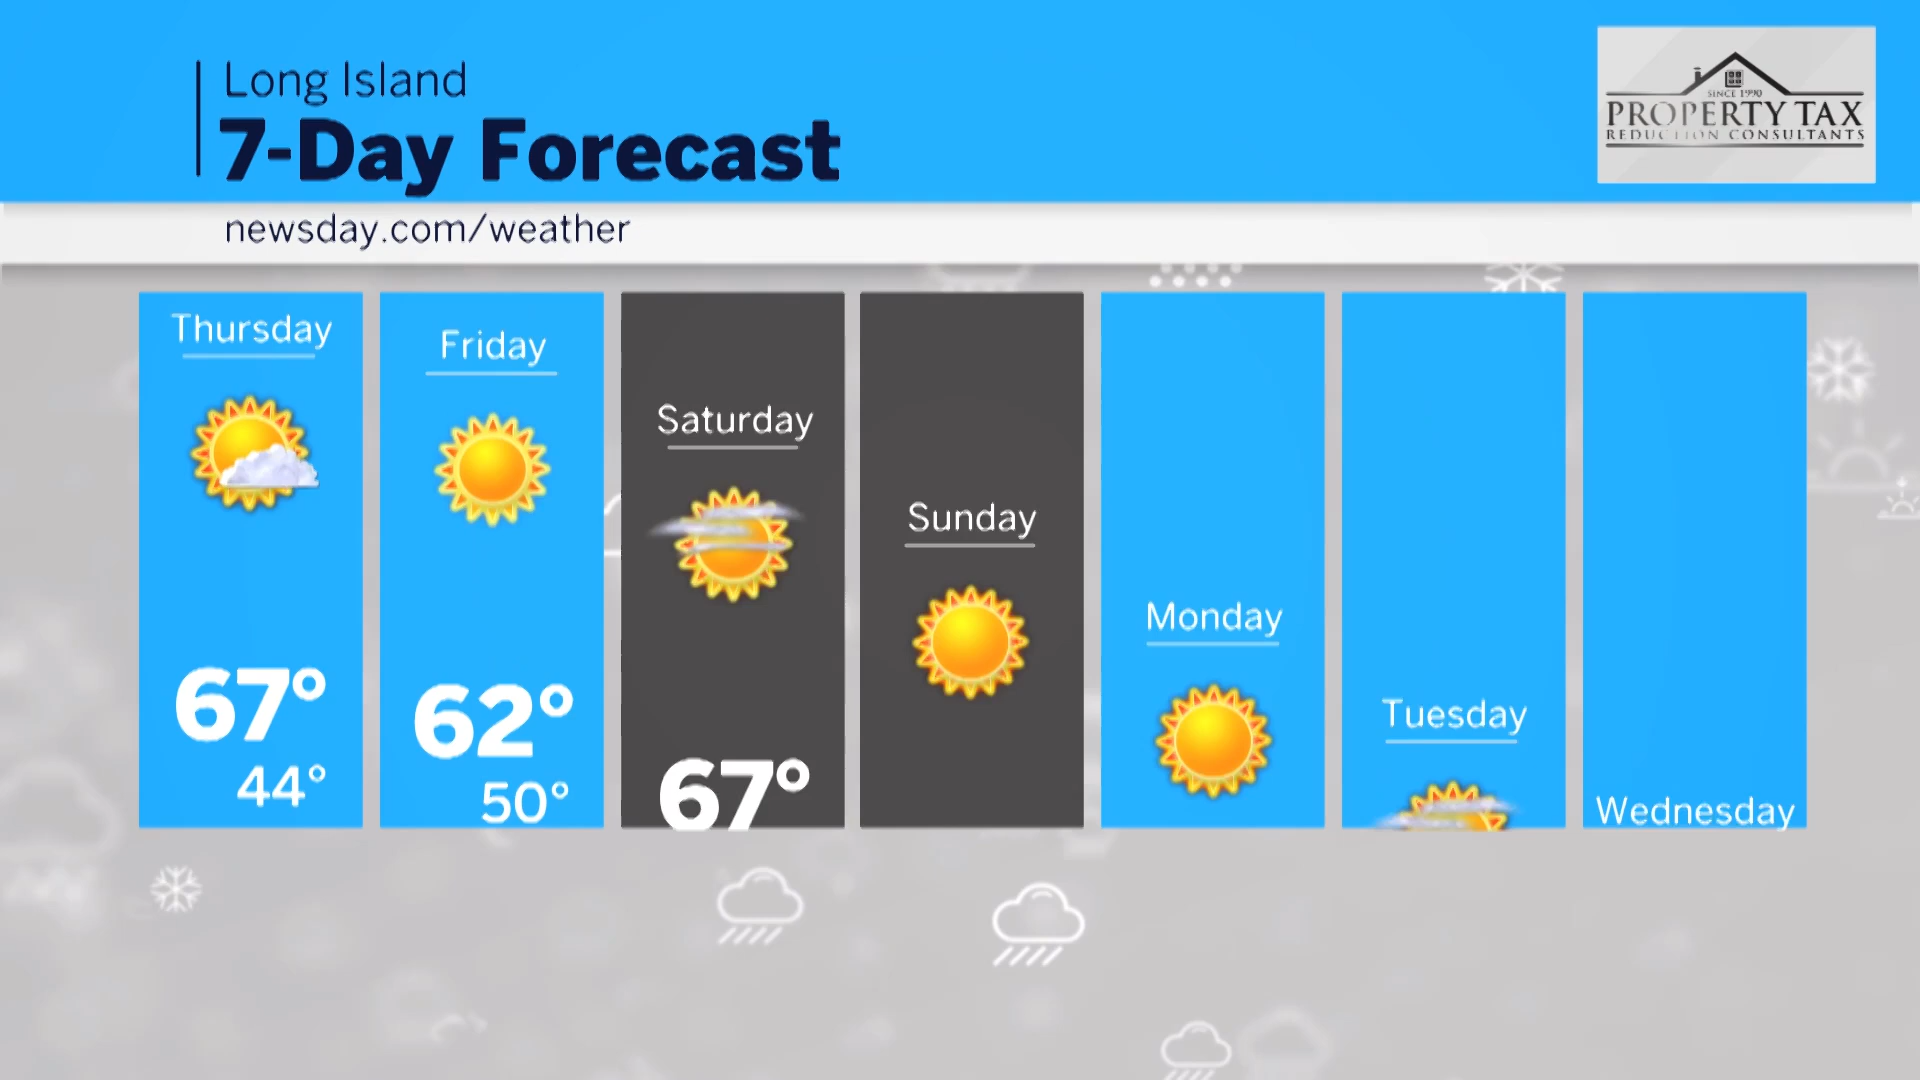 Long Island
7-Day Forecast
newsday.com/weather
SINCE 1990
PROPERTY TAX
REDUCTION CONSULTANTS
Thursday
67°
44°
Friday
62°
50°
Saturday
67°
Sunday
Monday
Tuesday
Wednesday